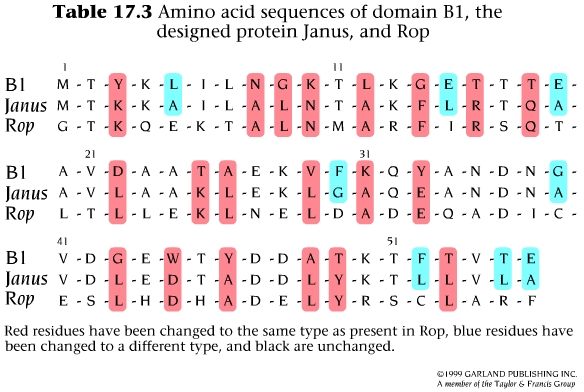 Table 17.3 Amino acid sequences of domain B1, the
designed protein Janus, and Rop
1 11
B1 M - T - Y - K - L - I - L - N - G - K - T - L - K - G - E - T - T - T - E
Janus M - T - K - K - A - I - L - A - L - N - T - A - K - F - L - R - T - Q - A
Rop G - T - K - Q - E - K - T - A - L - N - M - A - R - F - I - R - S - Q - T
21 31
B1 A - V - D - A - A - T - A - E - K - V - F - K - Q - Y - A - N - D - N - G
Janus A - V - L - A - K - L - E - K - L - G - A - K - E - A - N - D - N - A
Rop L - T - L - L - E - K - L - N - E - L - D - A - D - E - Q - A - D - I - C
41 51
B1 V - D - G - E - W - T - Y - D - D - A - T - K - T - F - T - V - T - E
Janus V - D - L - E - D - T - A - D - D - L - Y - K - T - L - L - V - L - A
Rop E - S - L - H - D - H - A - D - E - L - Y - R - S - C - L - A - R - F
Red residues have been changed to the same type as present in Rop, blue residues have
been changed to a different type, and black are unchanged.
©1999 GARLAND PUBLISHING INC.
A member of the Taylor & Francis Group